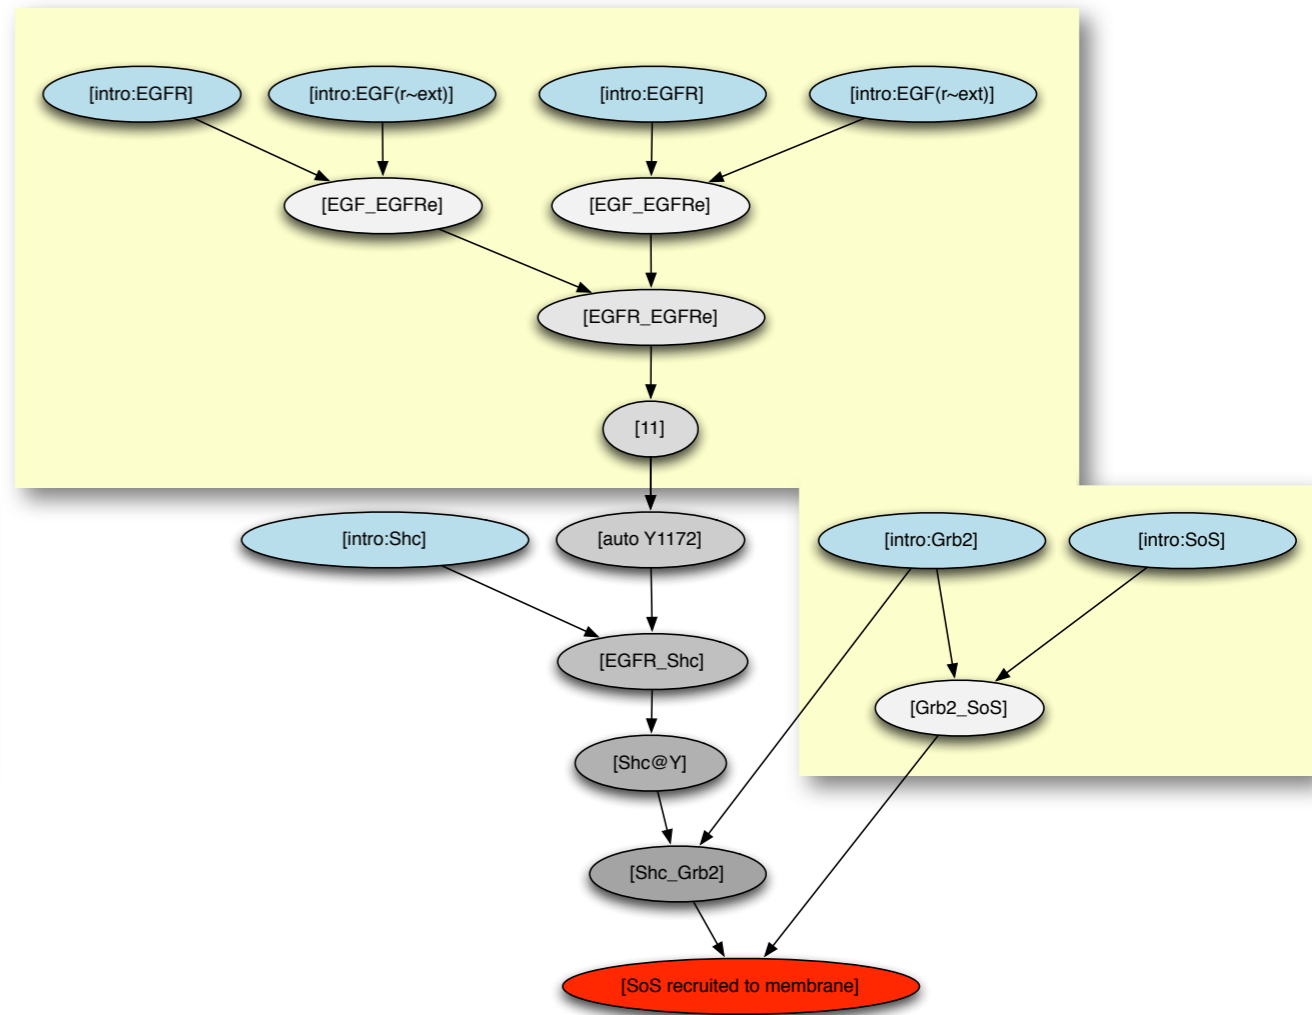 [intro:EGFR]
[intro:EGF(r~ext)]
[intro:EGFR]
[intro:EGF(r~ext)]
[EGF_EGFRe]
[EGF_EGFRe]
[EGFR_EGFRe]
[11]
[intro:Shc]
[auto Y1172]
[intro:Grb2]
[intro:SoS]
[EGFR_Shc]
[Grb2_SoS]
[Shc@Y]
[Shc_Grb2]
[SoS recruited to membrane]